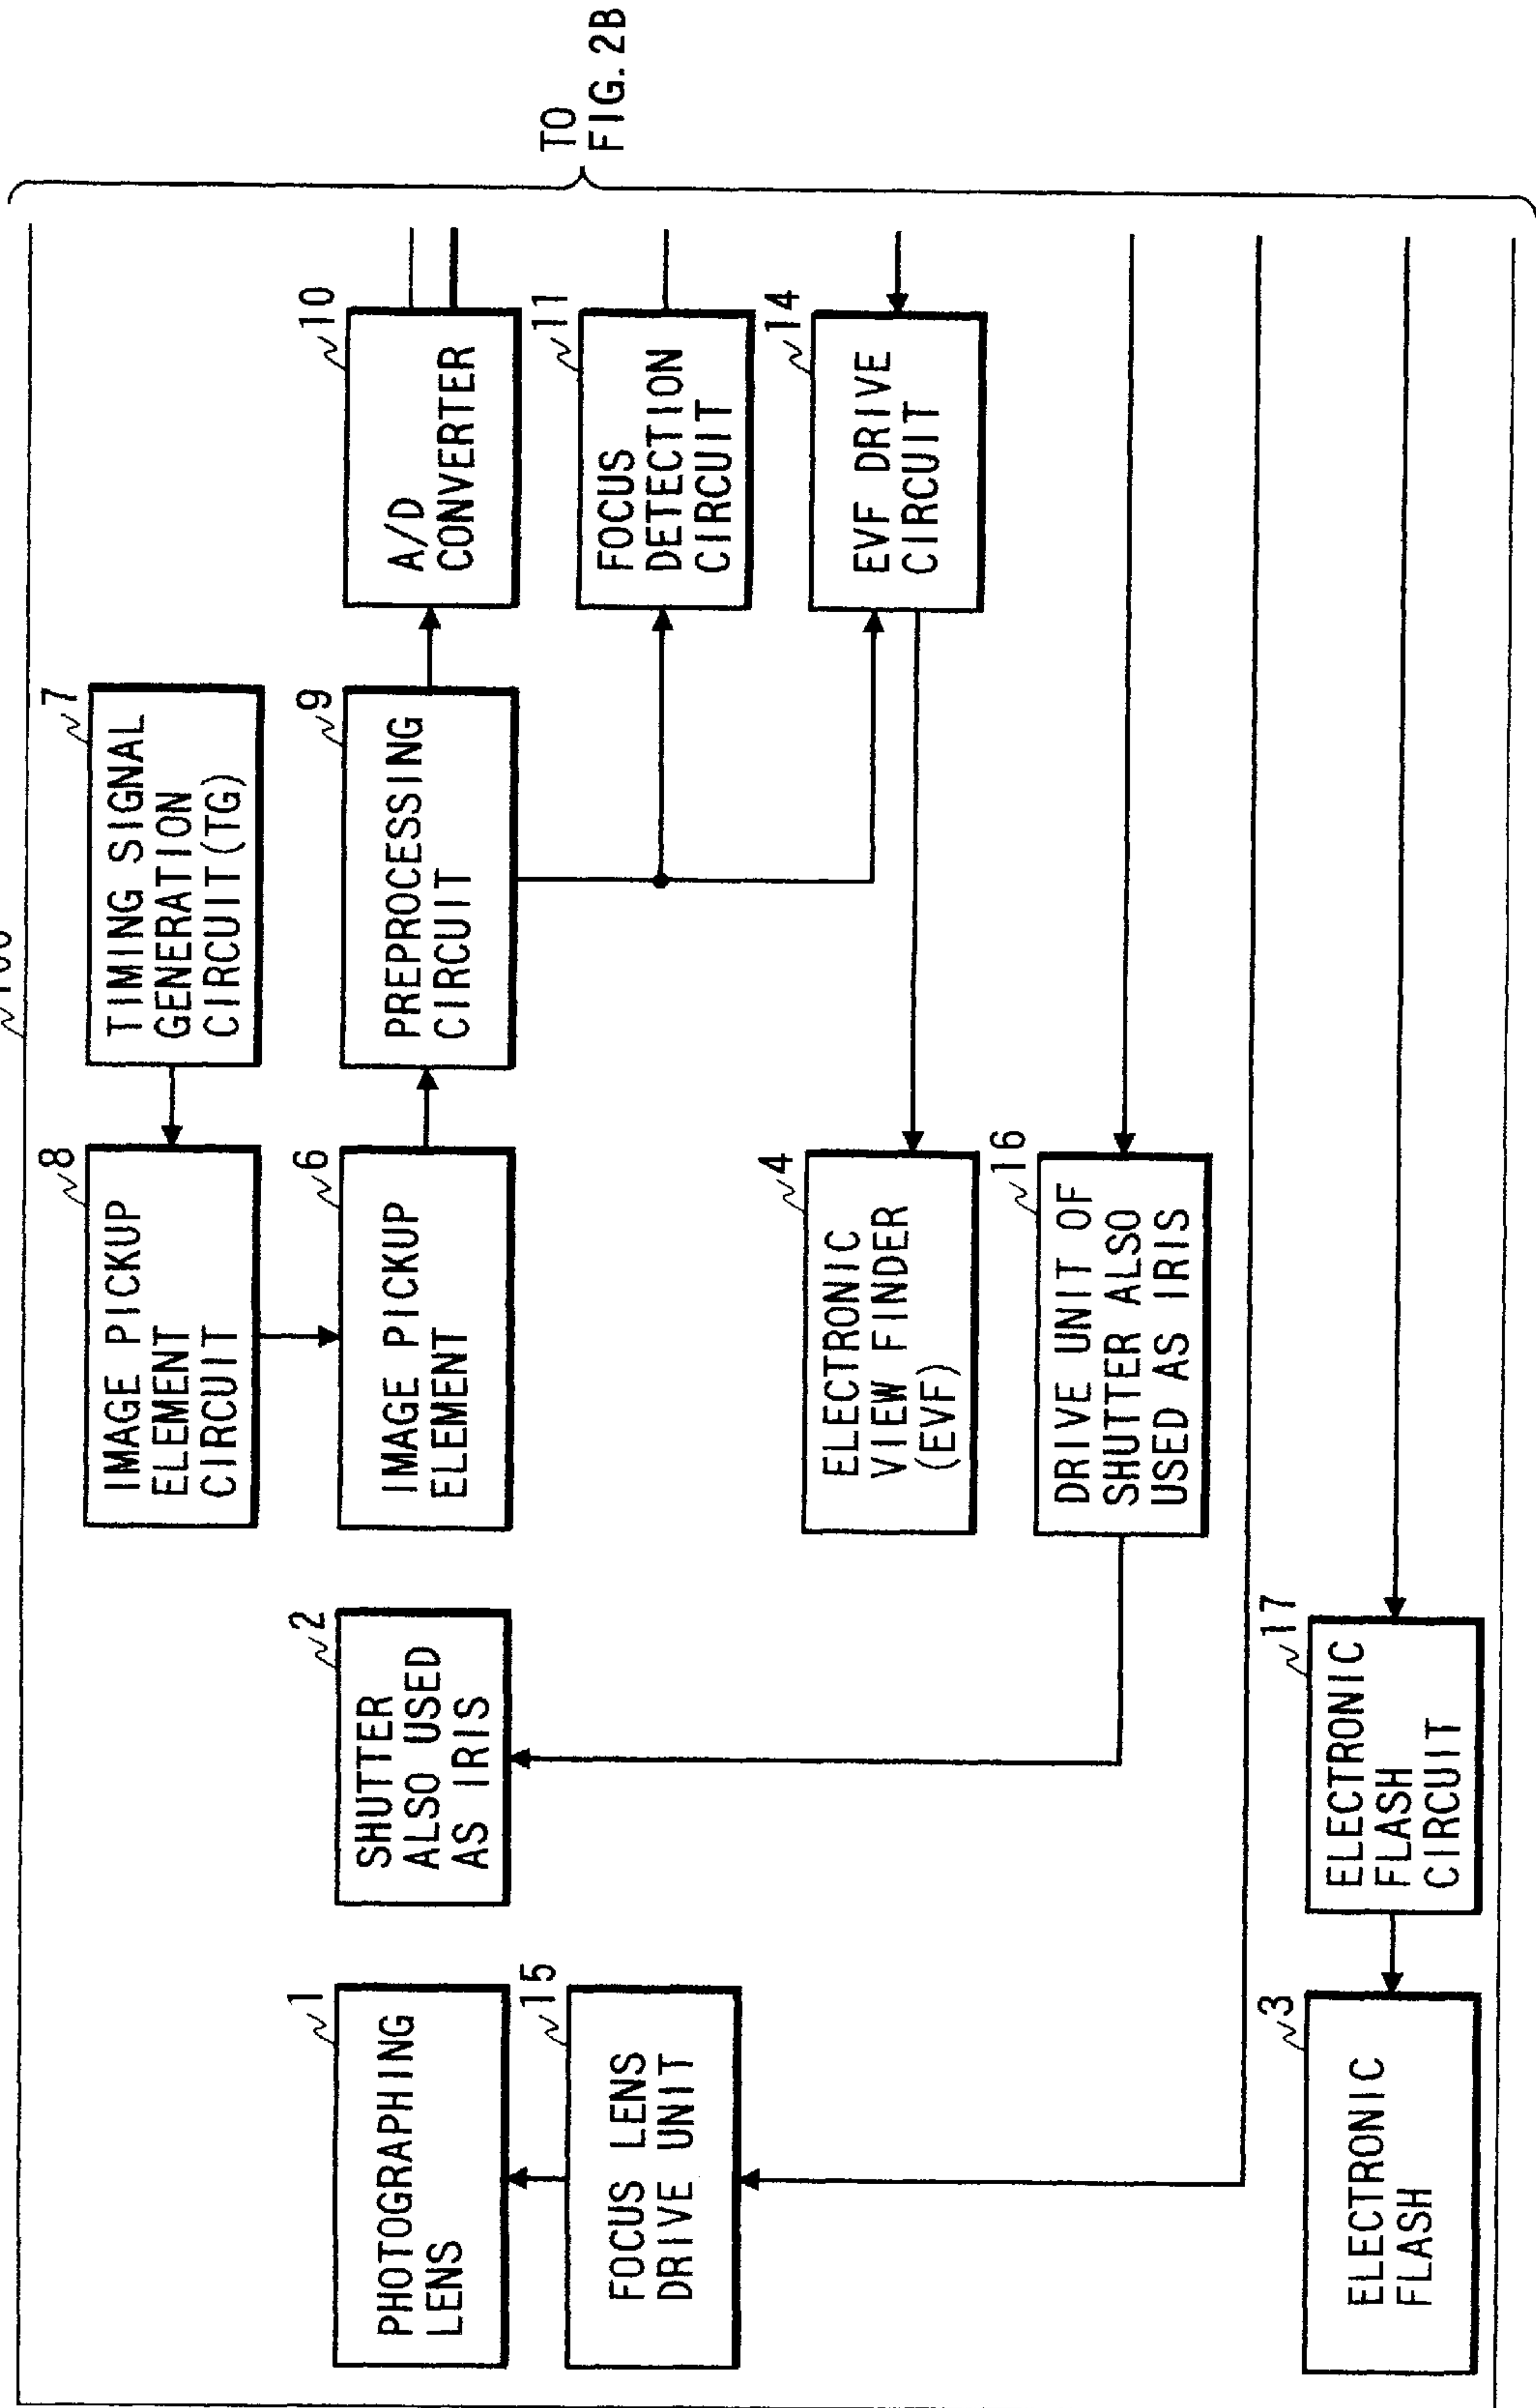 TO
FIG. 2B
7
TIMING SIGNAL
GENERATION
CIRCUIT(TG)
8
IMAGE PICKUP
ELEMENT
CIRCUIT
10
A/D
CONVERTER
9
PREPROCESSING
CIRCUIT
6
IMAGE PICKUP
ELEMENT
2
SHUTTER
ALSO USED
AS IRIS
1
PHOTOGRAPHING
LENS
11
FOCUS
DETECTION
CIRCUIT
15
FOCUS LENS
DRIVE UNIT
14
EVF DRIVE
CIRCUIT
4
ELECTRONIC
VIEW FINDER
(EVF)
16
DRIVE UNIT OF
SHUTTER ALSO
USED AS IRIS
17
ELECTRONIC
FLASH
CIRCUIT
3
ELECTRONIC
FLASH